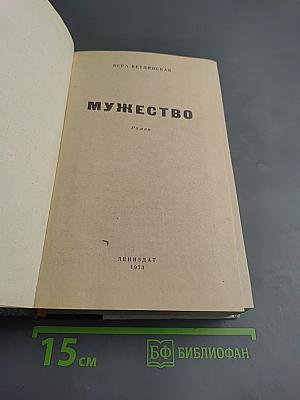 ВЕРА КЕТЛИНСКАЯ
МУЖЕСТВО
Роман
ЛЕНИЗДАТ
1973
15 см
БФ БИБЛИОФАН